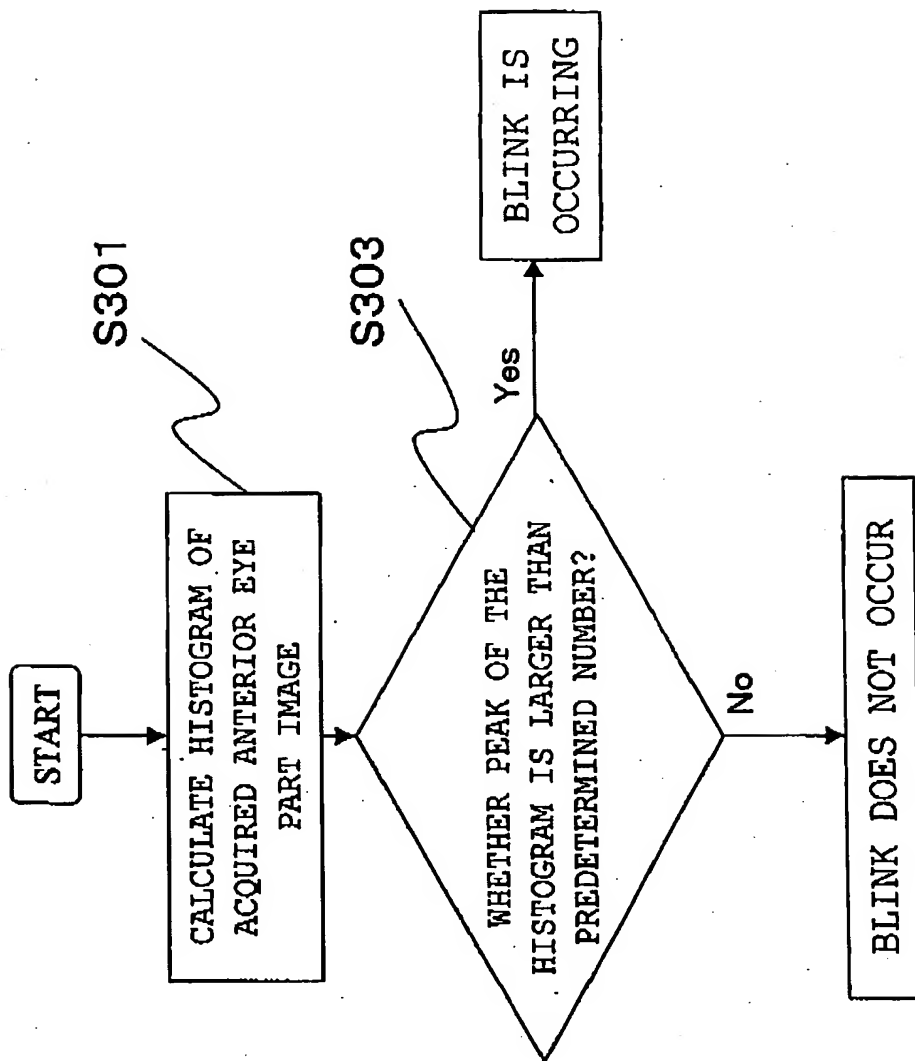 START
CALCULATE HISTOGRAM OF
ACQUIRED ANTERIOR EYE
PART IMAGE
S301
WHETHER PEAK OF THE
HISTOGRAM IS LARGER THAN
PREDETERMINED NUMBER?
S303
Yes
BLINK IS
OCCURRING
No
BLINK DOES NOT OCCUR